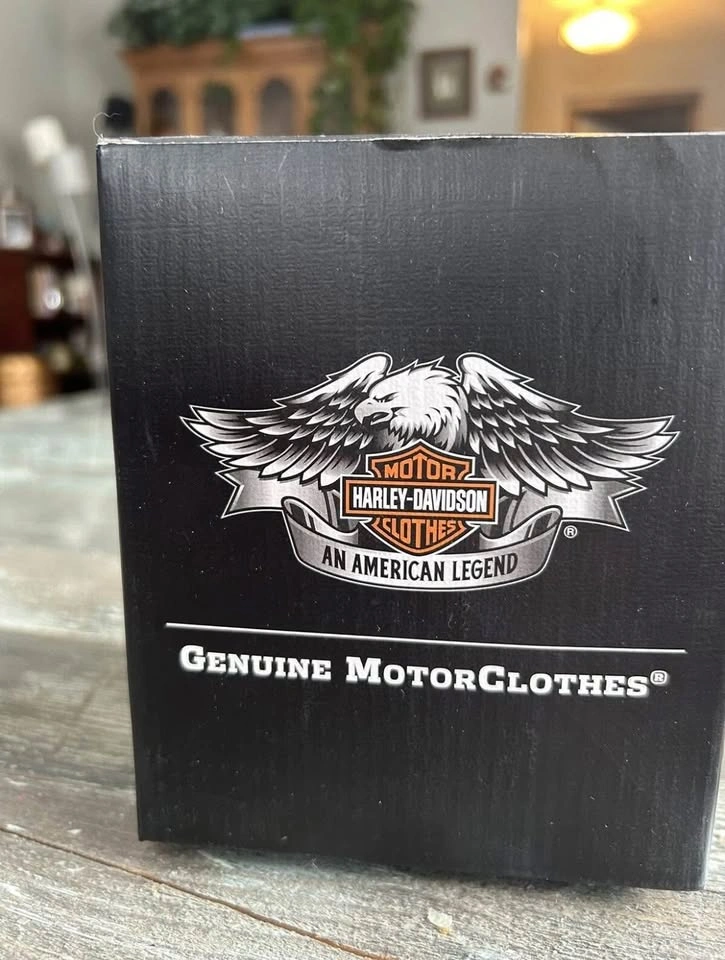 MOTOR
HARLEY-DAVIDSON
CLOTHES
®
AN AMERICAN LEGEND
GENUINE MOTORCLOTHES®